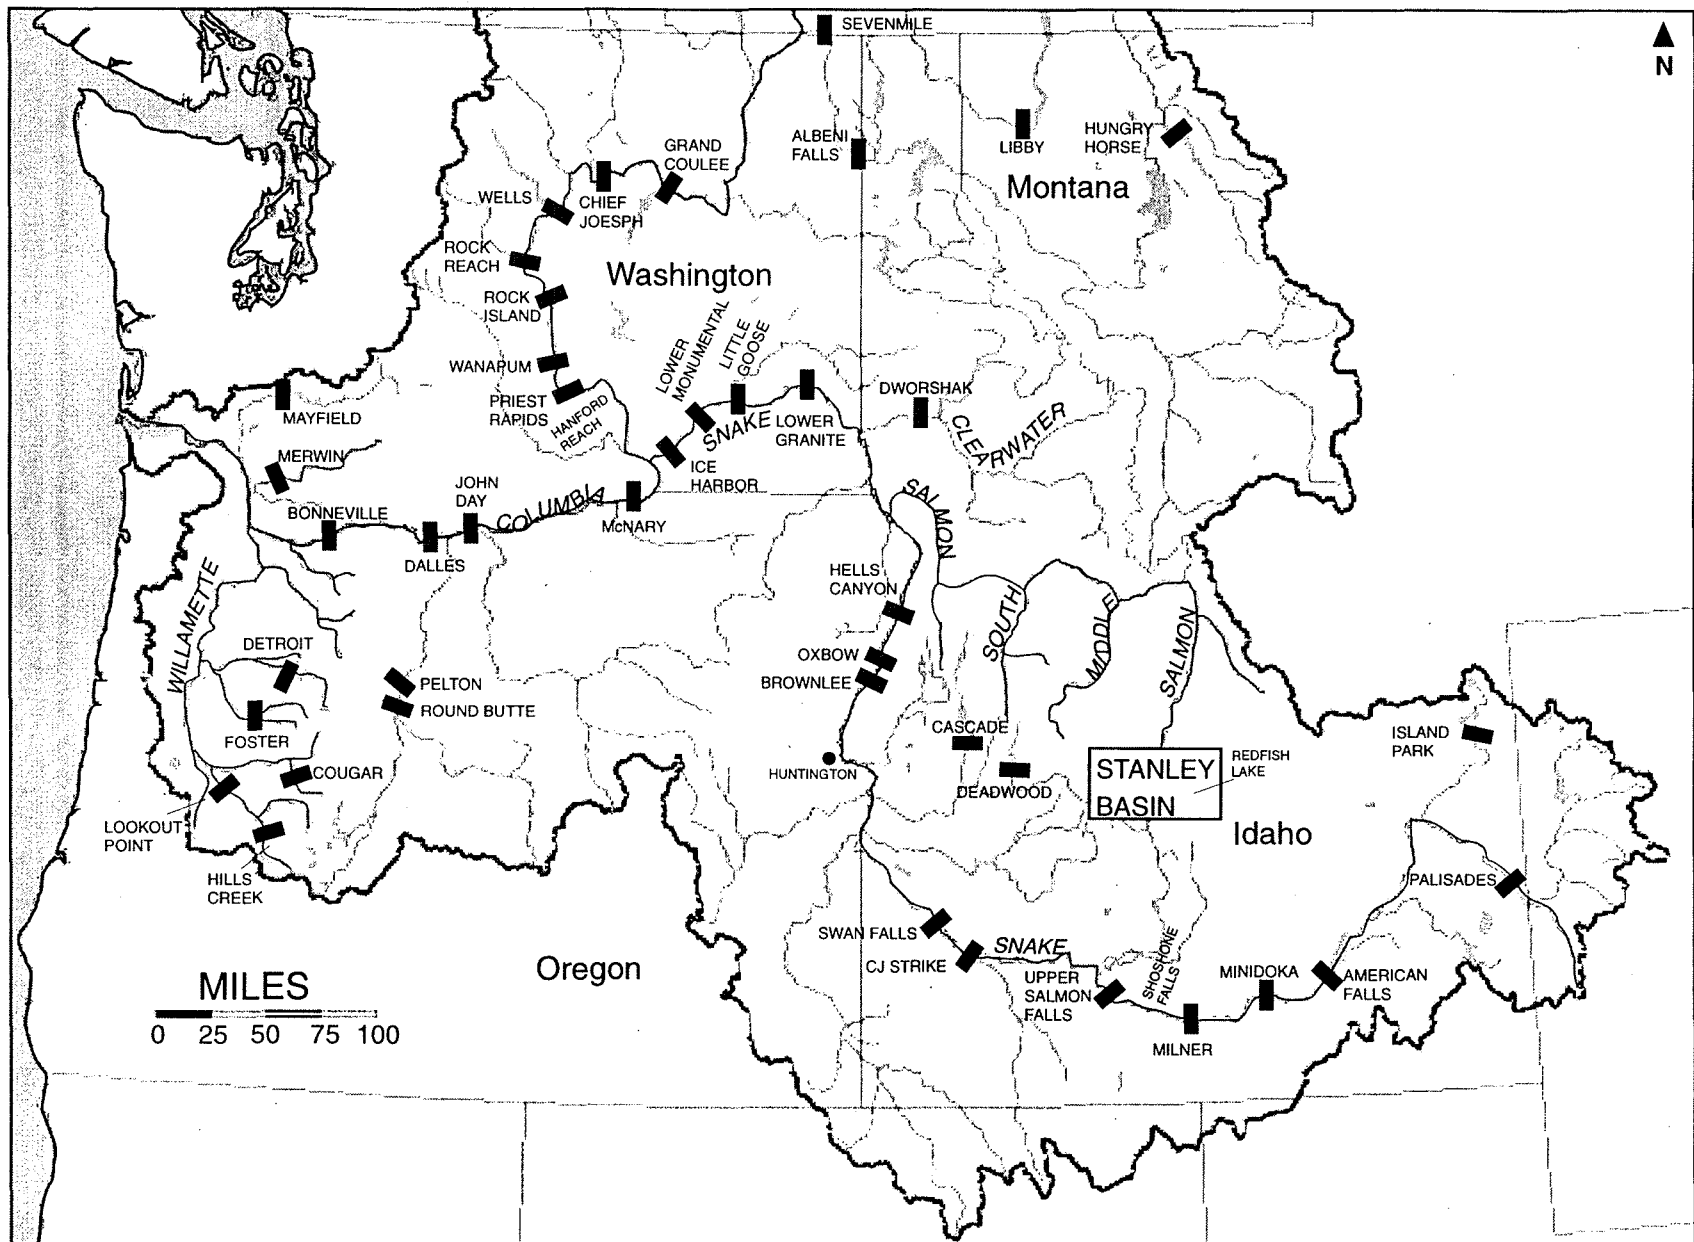 SEVENMILE
N
ALBENI
FALLS
LIBBY
HUNGRY
HORSE
Montana
GRAND
COULEE
WELLS
CHIEF
JOESPH
ROCK
REACH
Washington
ROCK
ISLAND
WANAPUM
PRIEST
RAPIDS
HANFORD
REACH
LOWER
MONUMENTAL
LITTLE
GOOSE
SNAKE
LOWER
GRANITE
DWORSHAK
CLEARWATER
MAYFIELD
MERWIN
ICE
HARBOR
JOHN
DAY
COLUMBIA
McNARY
BONNEVILLE
DALLES
SALMON
HELLS
CANYON
WILLAMETTE
DETROIT
PELTON
ROUND BUTTE
FOSTER
COUGAR
LOOKOUT
POINT
HILLS
CREEK
OXBOW
BROWNLEE
SOUTH
MIDDLE
SALMON
CASCADE
DEADWOOD
HUNTINGTON
STANLEY
BASIN
REDFISH
LAKE
ISLAND
PARK
Idaho
PALISADES
SWAN FALLS
CJ STRIKE
SNAKE
UPPER
SALMON
FALLS
SHOSHONE
FALLS
MILNER
MINIDOKA
AMERICAN
FALLS
Oregon
MILES
0 25 50 75 100